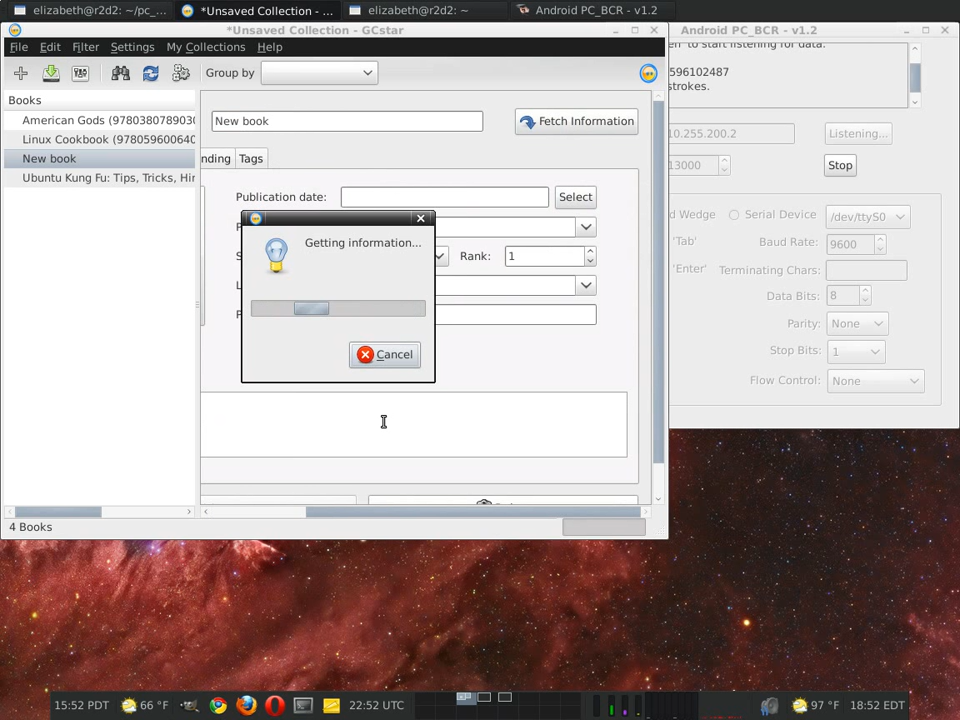 elizabeth@r2d2: ~/pc_...
*Unsaved Collection - ...
elizabeth@r2d2: ~
Android PC_BCR - v1.2
*Unsaved Collection - GCstar
File Edit Filter Settings My Collections Help
Group by
Books
American Gods (9780380789030
Linux Cookbook (9780596006400
New book
Ubuntu Kung Fu: Tips, Tricks, Hin
4 Books
New book
Fetch Information
nding
Tags
Publication date:
Select
Rank:
1
Getting information...
Cancel
Android PC_BCR - v1.2
to start listening for data.
596102487
strokes.
10.255.200.2
Listening...
13000
Stop
d Wedge
Serial Device
/dev/ttyS0
'Tab'
Baud Rate:
9600
'Enter'
Terminating Chars:
Data Bits:
8
Parity:
None
Stop Bits:
1
Flow Control:
None
15:52 PDT
66 °F
22:52 UTC
97 °F
18:52 EDT